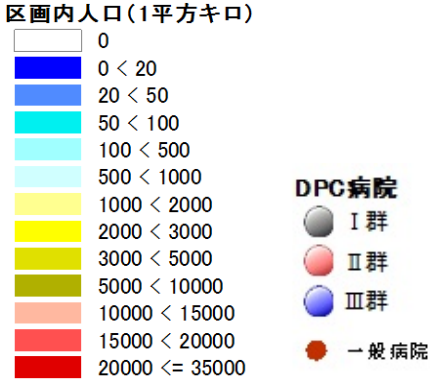 区画内人口(1平方キロ)
0
0 < 20
20 < 50
50 < 100
100 < 500
500 < 1000
1000 < 2000
2000 < 3000
3000 < 5000
5000 < 10000
10000 < 15000
15000 < 20000
20000 <= 35000
DPC病院
Ⅰ群
Ⅱ群
Ⅲ群
一般病院